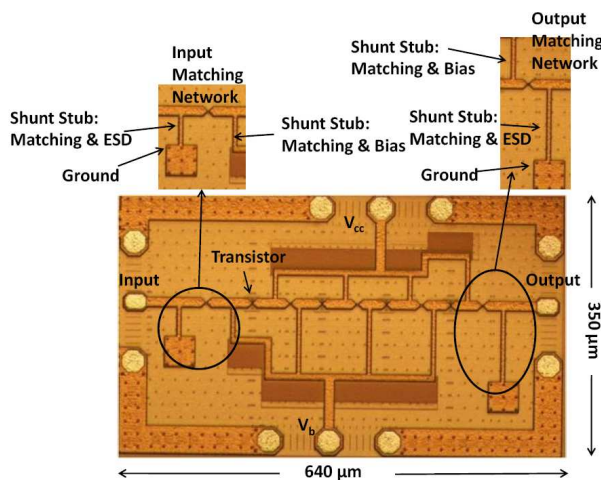 Input
Matching
Network
Shunt Stub:
Matching & ESD
Shunt Stub:
Matching & Bias
Ground
Output
Matching
Network
Shunt Stub:
Matching & Bias
Shunt Stub:
Matching & ESD
Ground
Vcc
Transistor
Input
Output
Vb
350 µm
640 µm